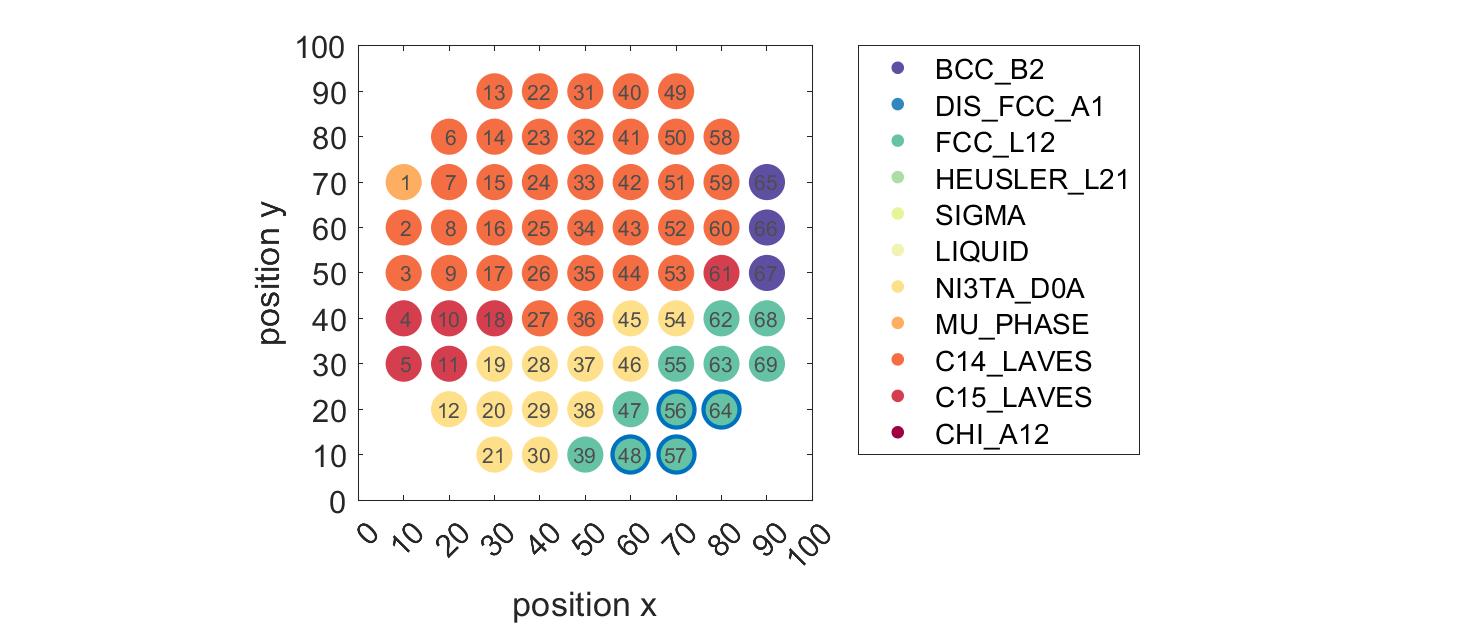 100
90
80
70
60
50
40
30
20
10
0
position y
13 22 31 40 49
6 14 23 32 41 50 58
1 7 15 24 33 42 51 59 65
2 8 16 25 34 43 52 60 66
3 9 17 26 35 44 53 61 67
4 10 18 27 36 45 54 62 68
5 11 19 28 37 46 55 63 69
12 20 29 38 47 56 64
21 30 39 48 57
0 10 20 30 40 50 60 70 80 90 100
position x
BCC_B2
DIS_FCC_A1
FCC_L12
HEUSLER_L21
SIGMA
LIQUID
NI3TA_D0A
MU_PHASE
C14_LAVES
C15_LAVES
CHI_A12